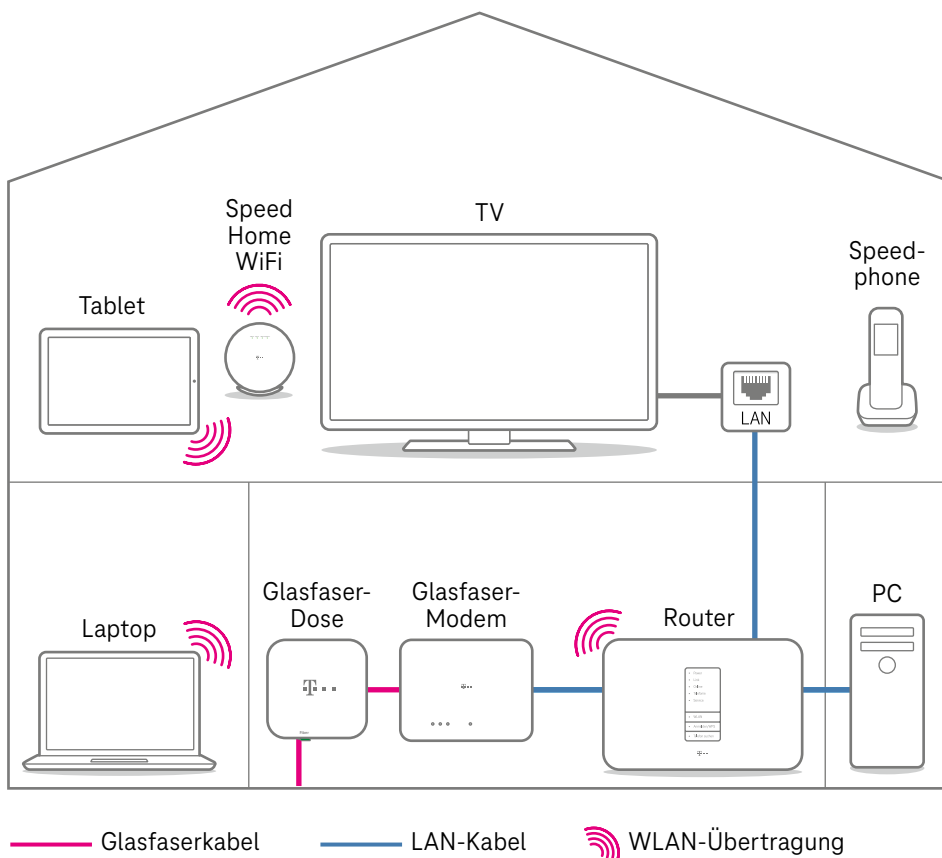 Speed
Home
WiFi
TV
Speed-
phone
Tablet
LAN
Glasfaser-
Dose
Glasfaser-
Modem
Router
PC
Laptop
Glasfaserkabel
LAN-Kabel
WLAN-Übertragung